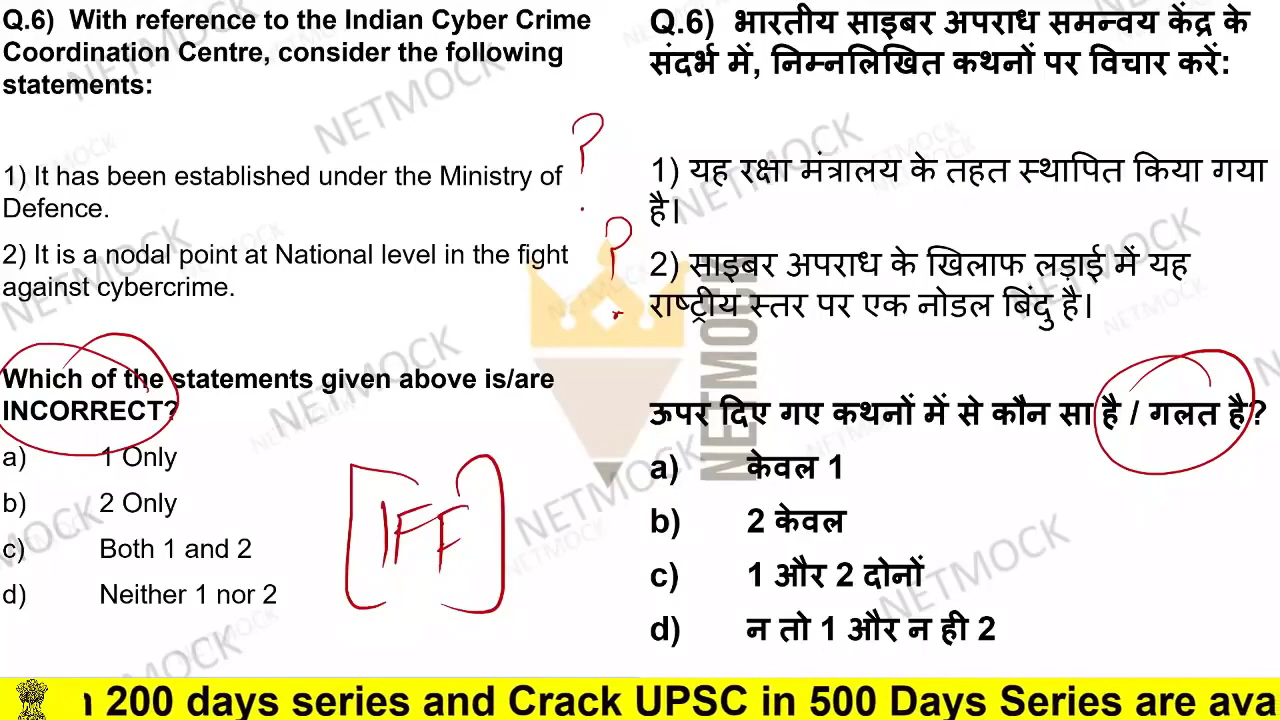 Q.6) With reference to the Indian Cyber Crime
Coordination Centre, consider the following
statements:
1) It has been established under the Ministry of
Defence.
2) It is a nodal point at National level in the fight
against cybercrime.
Which of the statements given above is/are
INCORRECT?
a) 1 Only
b) 2 Only
c) Both 1 and 2
d) Neither 1 nor 2
IFF
? 
?
Q.6) भारतीय साइबर अपराध समन्वय केंद्र के
संदर्भ में, निम्नलिखित कथनों पर विचार करें:
1) यह रक्षा मंत्रालय के तहत स्थापित किया गया
है।
2) साइबर अपराध के खिलाफ लड़ाई में यह
राष्ट्रीय स्तर पर एक नोडल बिंदु है।
ऊपर दिए गए कथनों में से कौन सा है / गलत है?
a) केवल 1
b) 2 केवल
c) 1 और 2 दोनों
d) न तो 1 और न ही 2
NETMOCK
200 days series and Crack UPSC in 500 Days Series are ava